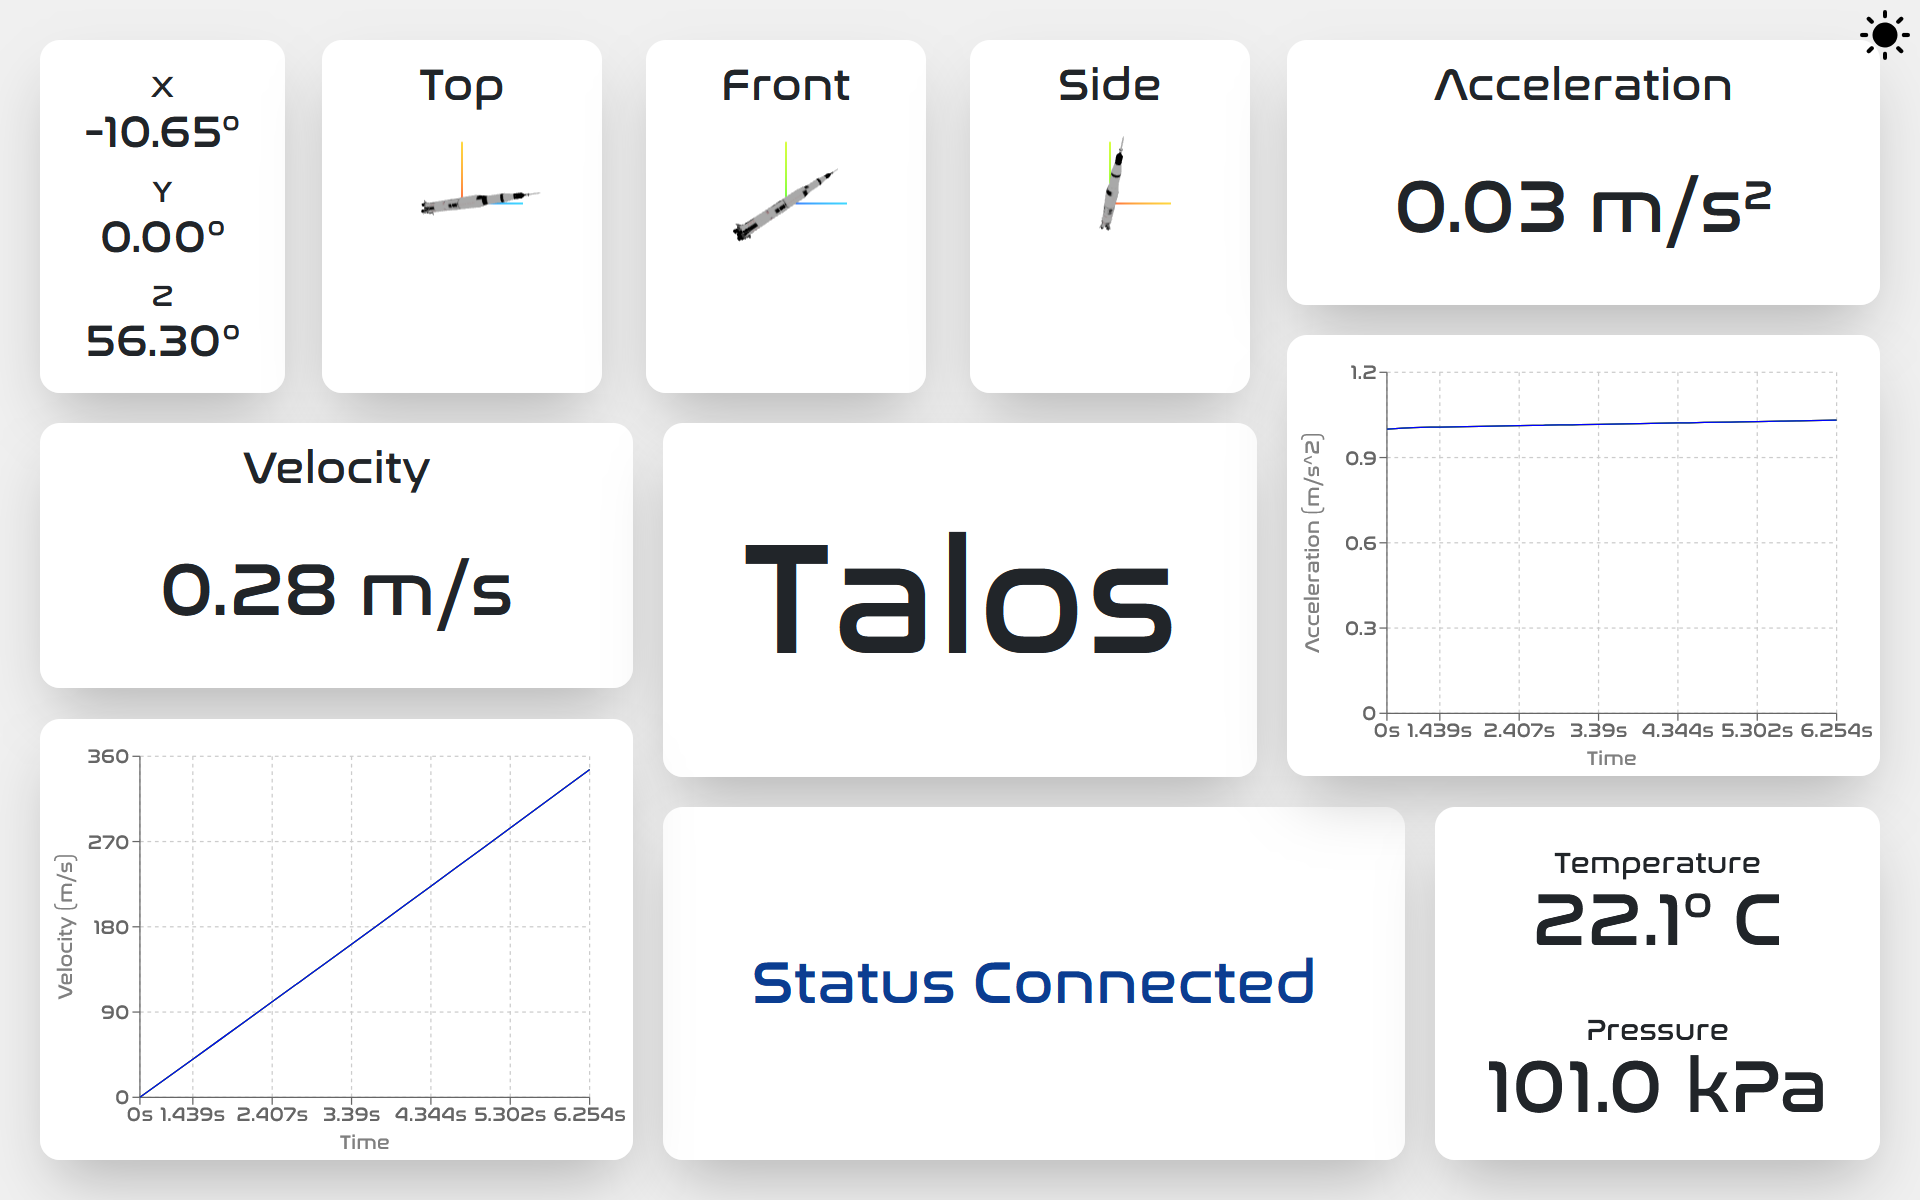 X
-10.65°
Y
0.00°
Z
56.30°
Top
Front
Side
Acceleration
0.03 m/s²
Velocity
0.28 m/s
Talos
1.2
0.9
0.6
0.3
0
Acceleration (m/s^2)
0s 1.439s 2.407s 3.39s 4.344s 5.302s 6.254s
Time
360
270
180
90
0
Velocity (m/s)
0s 1.439s 2.407s 3.39s 4.344s 5.302s 6.254s
Time
Status Connected
Temperature
22.1° C
Pressure
101.0 kPa